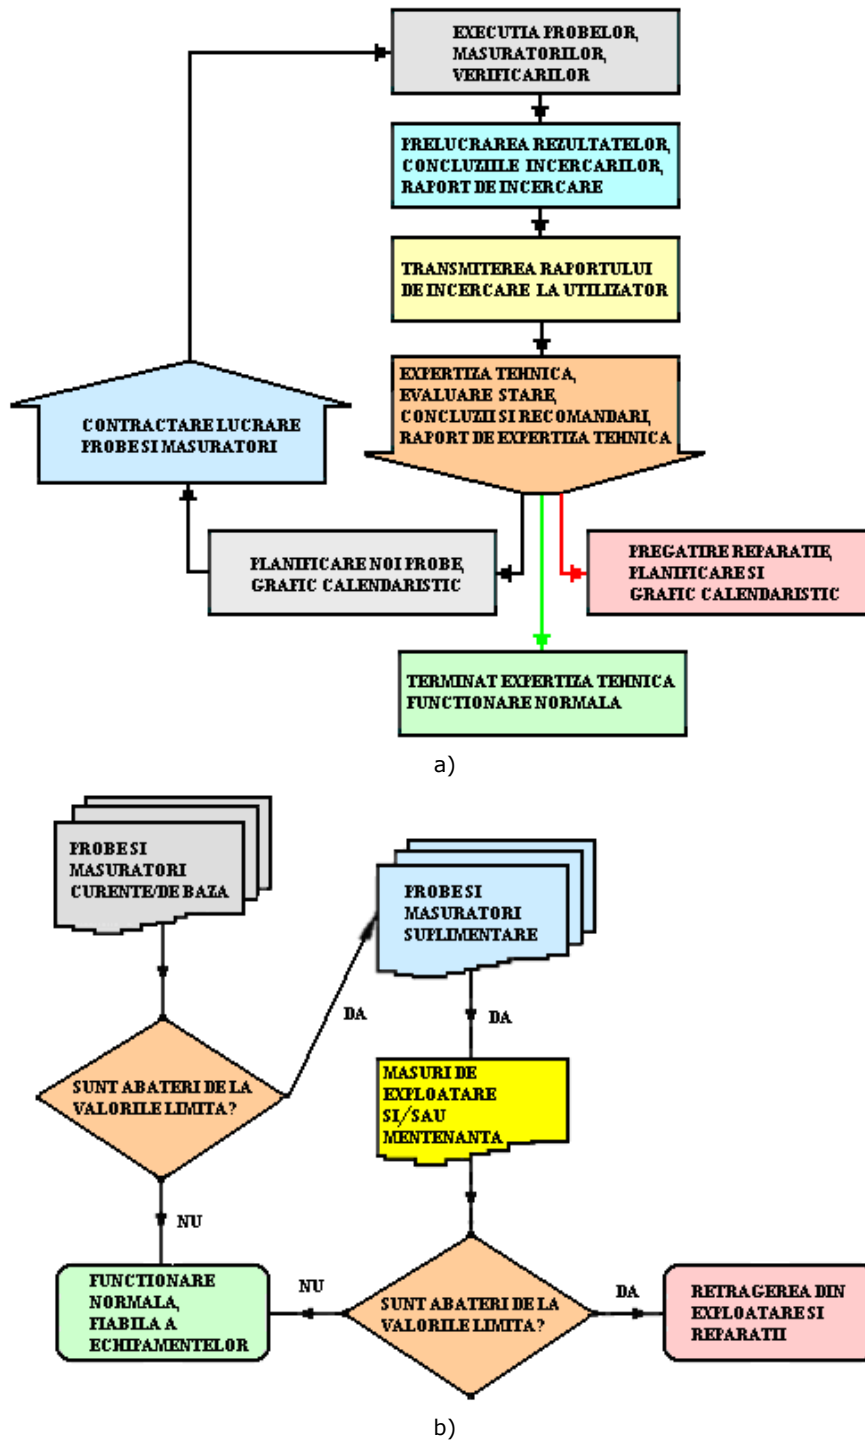 EXECUTIA PROBELOR,
MASURATORILOR,
VERIFICARILOR
PRELUCRAREA REZULTATELOR,
CONCLUZIILE INCERCARILOR,
RAPORT DE INCERCARE
TRANSMITEREA RAPORTULUI
DE INCERCARE LA UTILIZATOR
EXPERTIZA TEHNICA,
EVALUARE STARE,
CONCLUZII SI RECOMANDARI,
RAPORT DE EXPERTIZA TEHNICA
CONTRACTARE LUCRARE
PROBE SI MASURATORI
PLANIFICARE NOI PROBE,
GRAFIC CALENDARISTIC
PREGATIRE REPARATIE,
PLANIFICARE SI
GRAFIC CALENDARISTIC
TERMINAT EXPERTIZA TEHNICA
FUNCTIONARE NORMALA
a)
PROBE SI
MASURATORI
CURENTE/DE BAZA
PROBE SI
MASURATORI
SUPLIMENTARE
DA
DA
SUNT ABATERI DE LA
VALORILE LIMITA?
MASURI DE
EXPLOATARE
SI/SAU
MENTENANTA
NU
FUNCTIONARE
NORMALA,
FIABILA A
ECHIPAMENTELOR
NU
SUNT ABATERI DE LA
VALORILE LIMITA?
DA
RETRAGEREA DIN
EXPLOATARE SI
REPARATII
b)